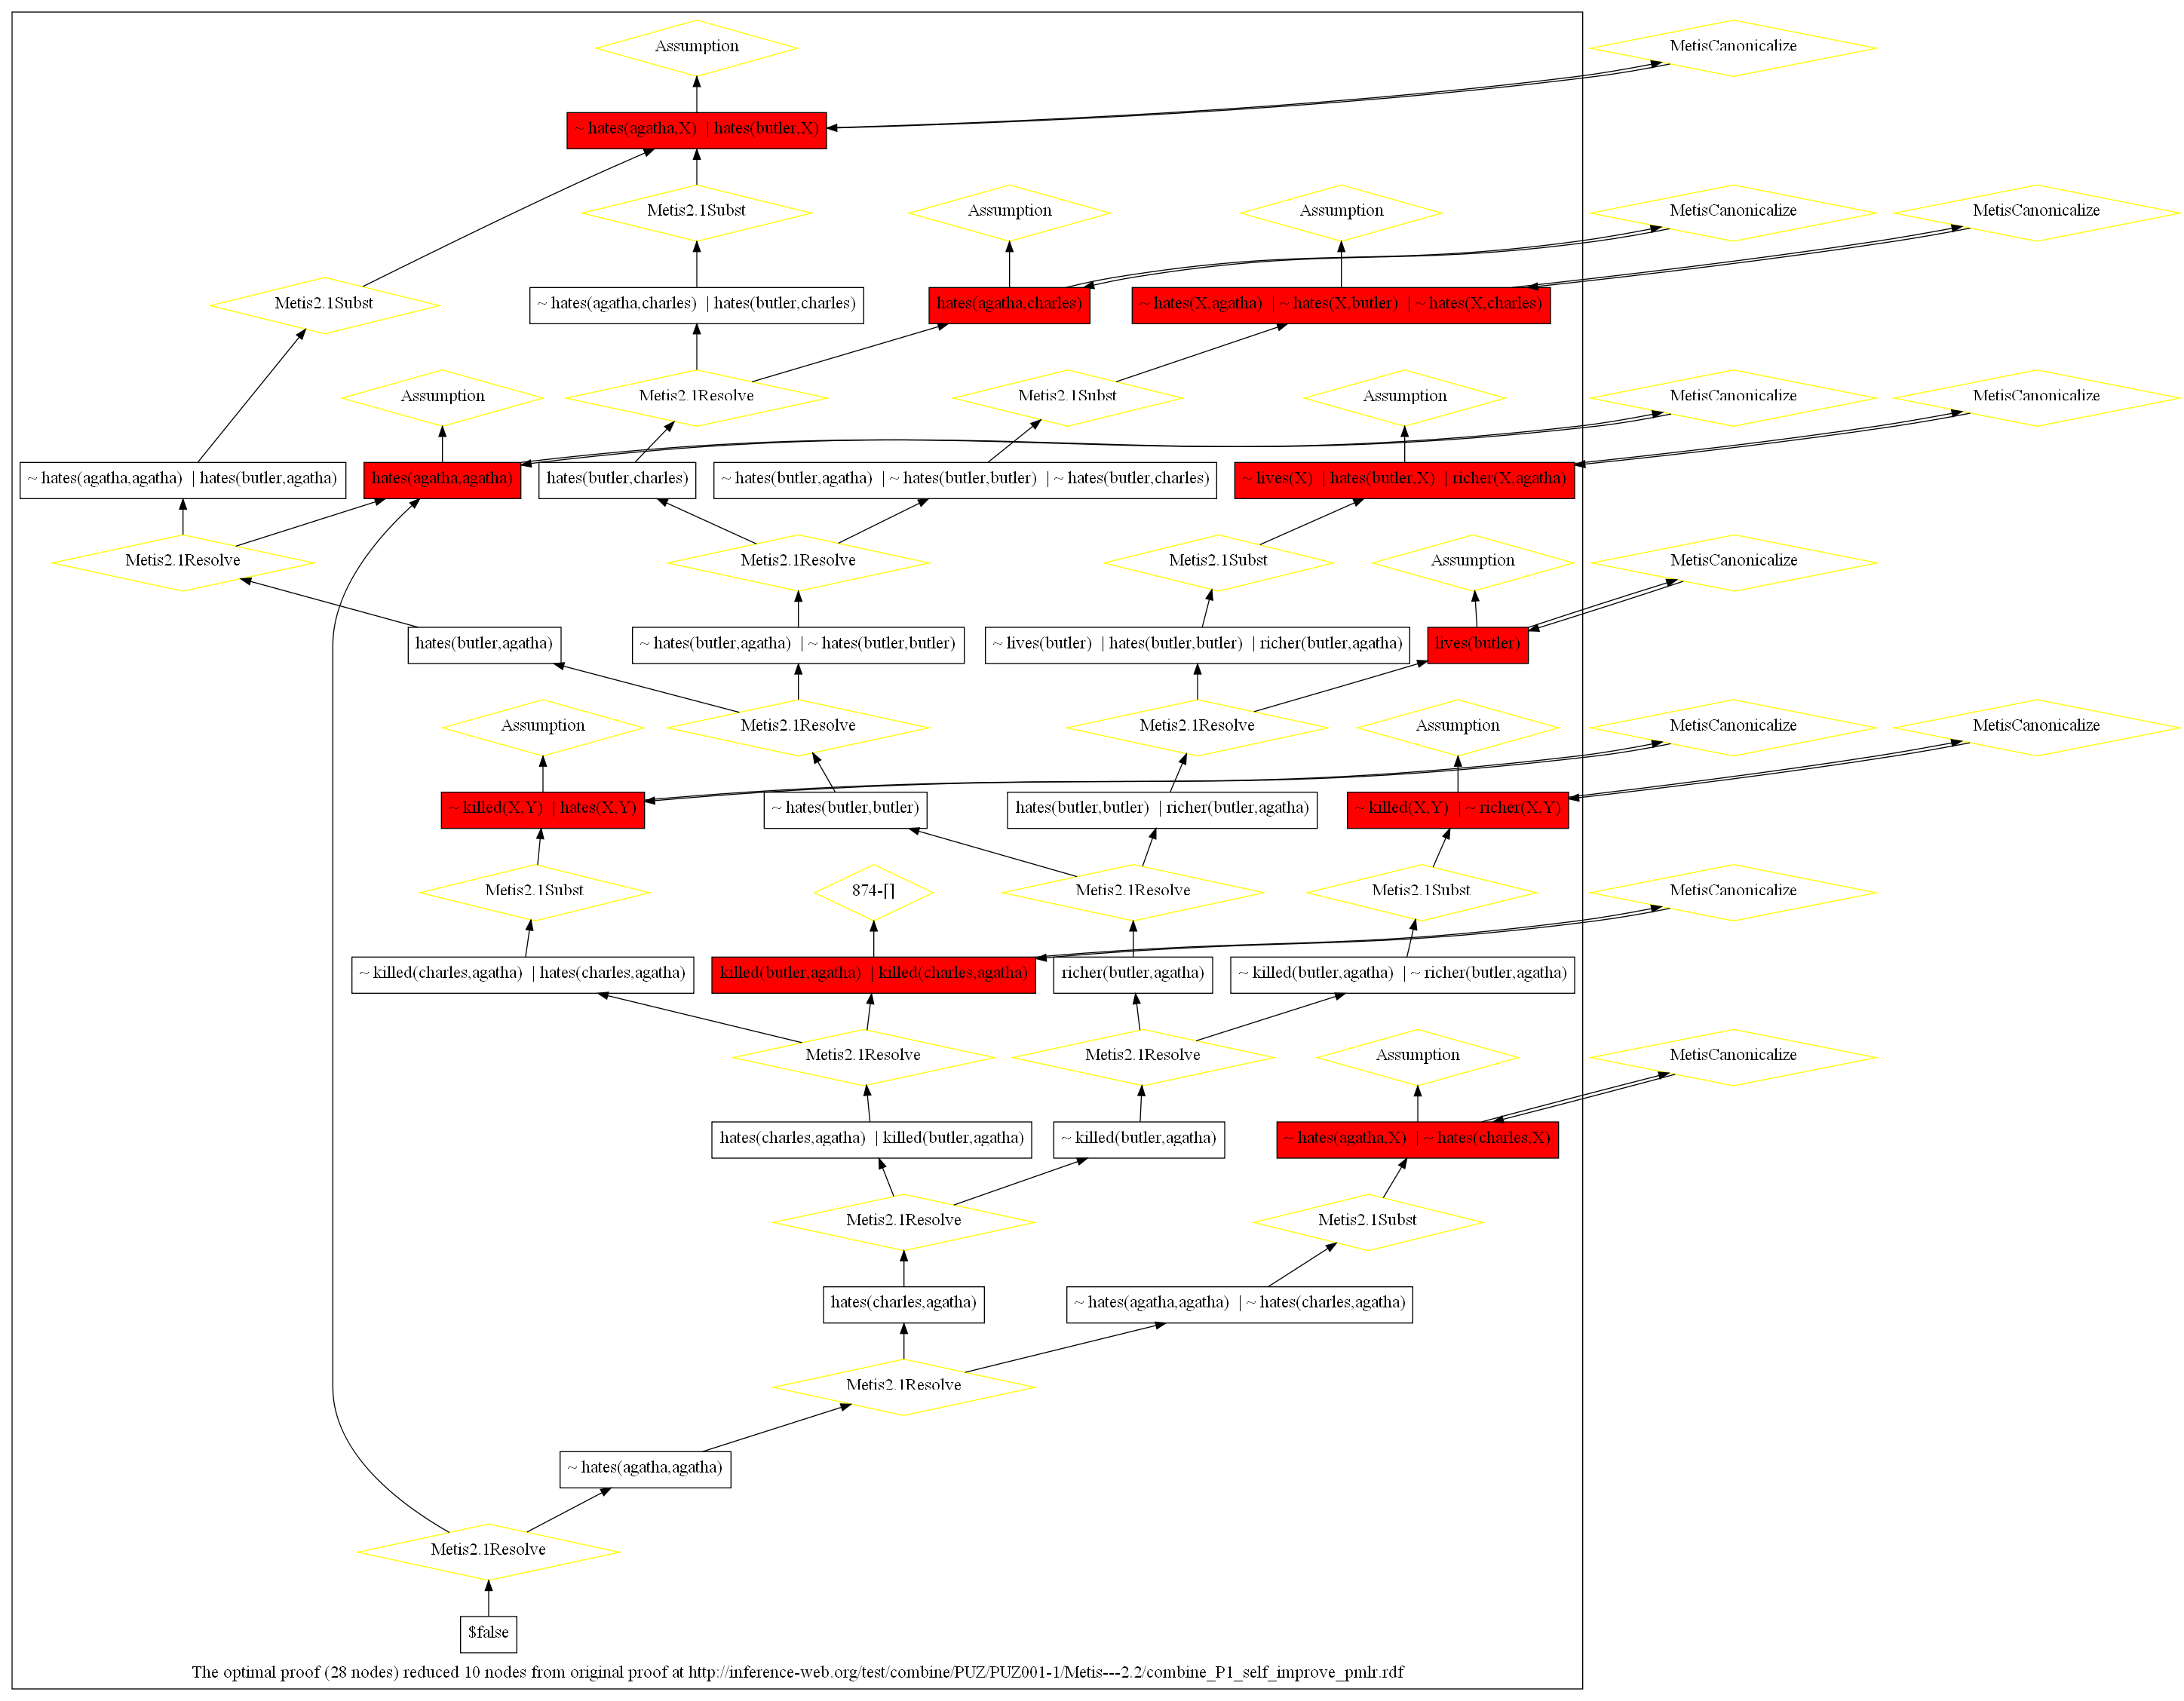 Assumption
MetisCanonicalize
~ hates(agatha,X) | hates(butler,X)
Metis2.1Subst
Assumption
Assumption
MetisCanonicalize
MetisCanonicalize
Metis2.1Subst
~ hates(agatha,charles) | hates(butler,charles)
hates(agatha,charles)
~ hates(X,agatha) | ~ hates(X,butler) | ~ hates(X,charles)
Assumption
Metis2.1Resolve
Metis2.1Subst
Assumption
MetisCanonicalize
MetisCanonicalize
~ hates(agatha,agatha) | hates(butler,agatha)
hates(agatha,agatha)
hates(butler,charles)
~ hates(butler,agatha) | ~ hates(butler,butler) | ~ hates(butler,charles)
~ lives(X) | hates(butler,X) | richer(X,agatha)
Metis2.1Resolve
Metis2.1Resolve
Metis2.1Subst
Assumption
MetisCanonicalize
hates(butler,agatha)
~ hates(butler,agatha) | ~ hates(butler,butler)
~ lives(butler) | hates(butler,butler) | richer(butler,agatha)
lives(butler)
Assumption
Metis2.1Resolve
Metis2.1Resolve
Assumption
MetisCanonicalize
MetisCanonicalize
~ killed(X,Y) | hates(X,Y)
~ hates(butler,butler)
hates(butler,butler) | richer(butler,agatha)
~ killed(X,Y) | ~ richer(X,Y)
Metis2.1Subst
874-[]
Metis2.1Resolve
Metis2.1Subst
MetisCanonicalize
~ killed(charles,agatha) | hates(charles,agatha)
killed(butler,agatha) | killed(charles,agatha)
richer(butler,agatha)
~ killed(butler,agatha) | ~ richer(butler,agatha)
Metis2.1Resolve
Metis2.1Resolve
Assumption
MetisCanonicalize
hates(charles,agatha) | killed(butler,agatha)
~ killed(butler,agatha)
~ hates(agatha,X) | ~ hates(charles,X)
Metis2.1Resolve
Metis2.1Subst
hates(charles,agatha)
~ hates(agatha,agatha) | ~ hates(charles,agatha)
Metis2.1Resolve
~ hates(agatha,agatha)
Metis2.1Resolve
$false
The optimal proof (28 nodes) reduced 10 nodes from original proof at http://inference-web.org/test/combine/PUZ/PUZ001-1/Metis---2.2/combine_P1_self_improve_pmlr.rdf